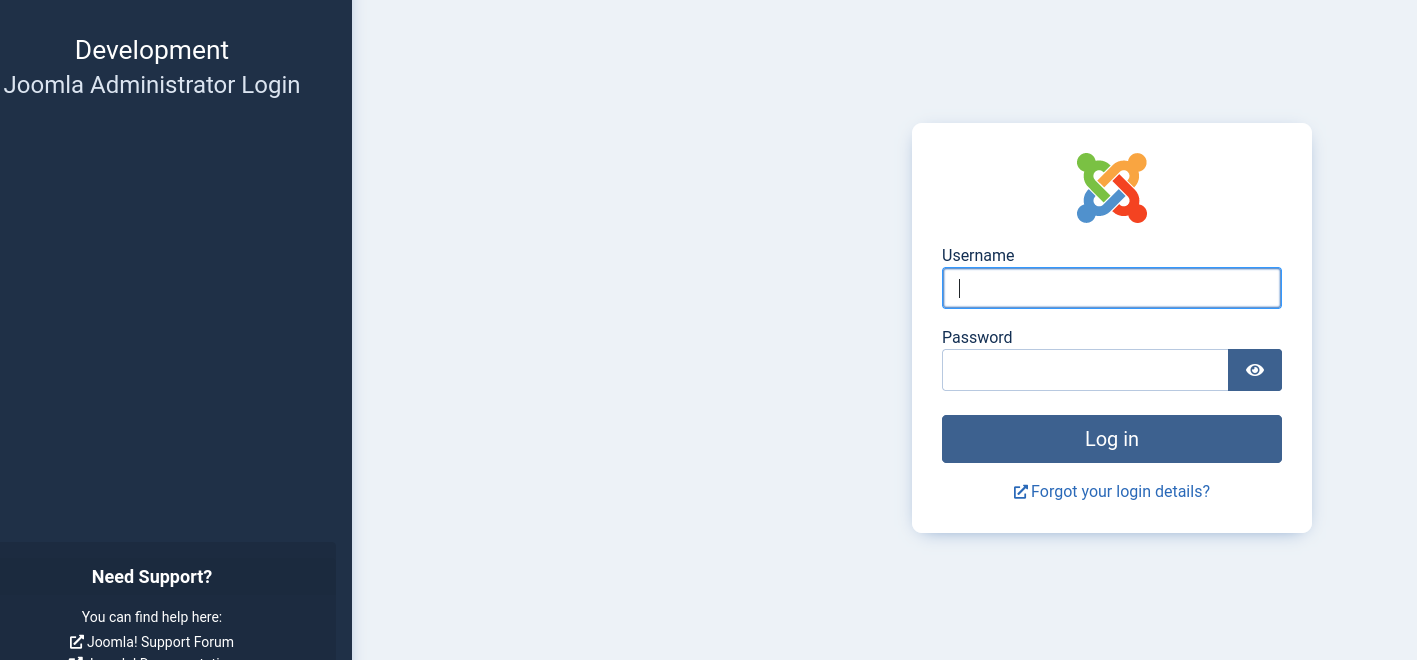 Development
Joomla Administrator Login
Username
Password
Log in
Forgot your login details?
Need Support?
You can find help here:
Joomla! Support Forum